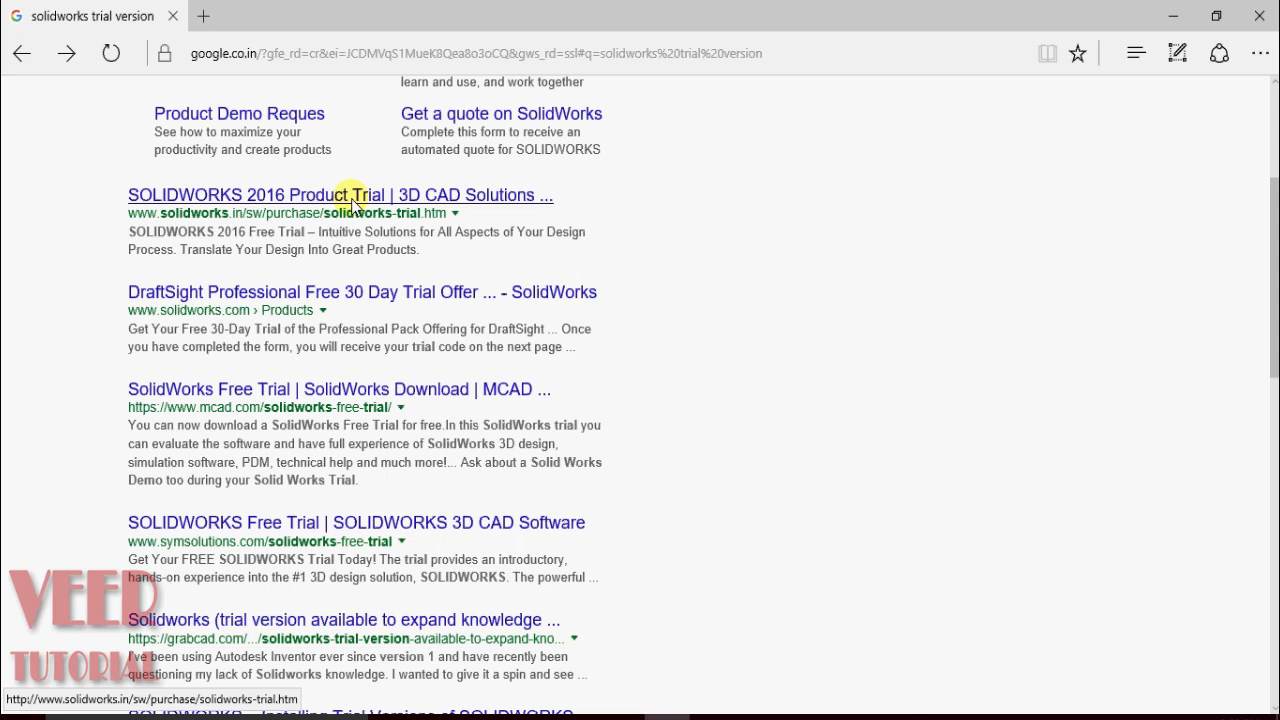 solidworks trial version
google.co.in/?gfe_rd=cr&ei=JCDMVqS1MueK8Qea8o3oCQ&gws_rd=ssl#q=solidworks%20trial%20version
learn and use, and work together
Product Demo Reques
See how to maximize your
productivity and create products
Get a quote on SolidWorks
Complete this form to receive an
automated quote for SOLIDWORKS
SOLIDWORKS 2016 Product Trial | 3D CAD Solutions ...
www.solidworks.in/sw/purchase/solidworks-trial.htm
SOLIDWORKS 2016 Free Trial – Intuitive Solutions for All Aspects of Your Design
Process. Translate Your Design Into Great Products.
DraftSight Professional Free 30 Day Trial Offer ... - SolidWorks
www.solidworks.com › Products
Get Your Free 30-Day Trial of the Professional Pack Offering for DraftSight ... Once
you have completed the form, you will receive your trial code on the next page ...
SolidWorks Free Trial | SolidWorks Download | MCAD ...
https://www.mcad.com/solidworks-free-trial/
You can now download a SolidWorks Free Trial for free.In this SolidWorks trial you
can evaluate the software and have full experience of SolidWorks 3D design,
simulation software, PDM, technical help and much more!... Ask about a Solid Works
Demo too during your Solid Works Trial.
SOLIDWORKS Free Trial | SOLIDWORKS 3D CAD Software
www.symsolutions.com/solidworks-free-trial
Get Your FREE SOLIDWORKS Trial Today! The trial provides an introductory,
hands-on experience into the #1 3D design solution, SOLIDWORKS. The powerful ...
Solidworks (trial version available to expand knowledge ...
https://grabcad.com/.../solidworks-trial-version-available-to-expand-kno...
I've been using Autodesk Inventor ever since version 1 and have recently been
questioning my lack of Solidworks knowledge. I wanted to give it a spin and see ...
VEER
TUTORIAL
http://www.solidworks.in/sw/purchase/solidworks-trial.htm
SOLIDWORKS - Installing Trial Versions of SOLIDWORKS